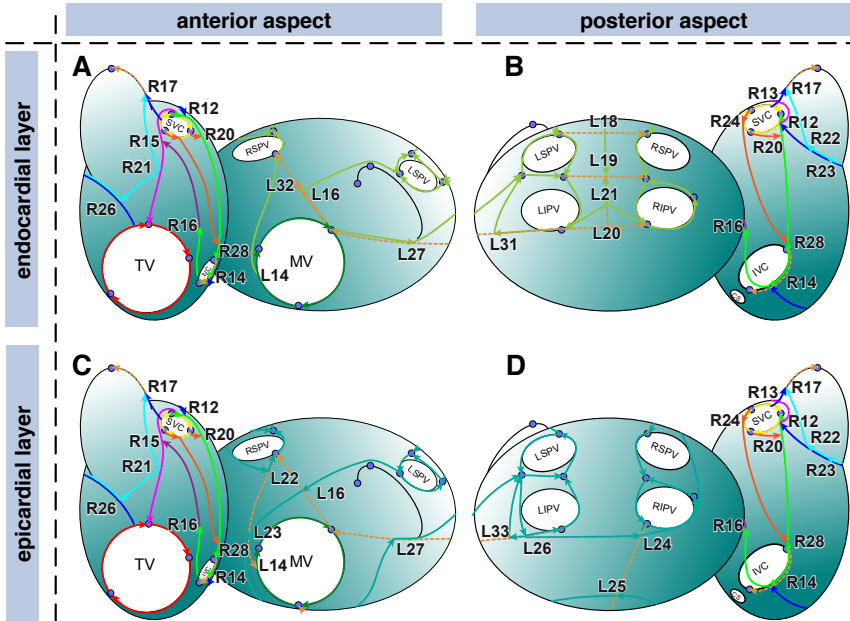 anterior aspect
posterior aspect
endocardial layer
epicardial layer
A
R17
R12
SVC
R15
R20
R21
RSPV
LSPV
L32
L16
R26
R16
TV
R28
IVC
R14
L14
MV
L27
B
R13
R17
R24
SVC
R12
R20
R22
R23
L18
LSPV
L19
RSPV
L21
LIPV
RIPV
L20
L31
R16
R28
IVC
R14
CS
C
R17
R12
SVC
R15
R20
R21
RSPV
LSPV
L22
L16
R26
R16
L23
TV
R28
IVC
R14
L14
MV
L27
D
R13
R17
R24
SVC
R12
R20
R22
R23
LSPV
RSPV
LIPV
RIPV
L33
L26
L24
L25
R16
R28
IVC
R14
CS